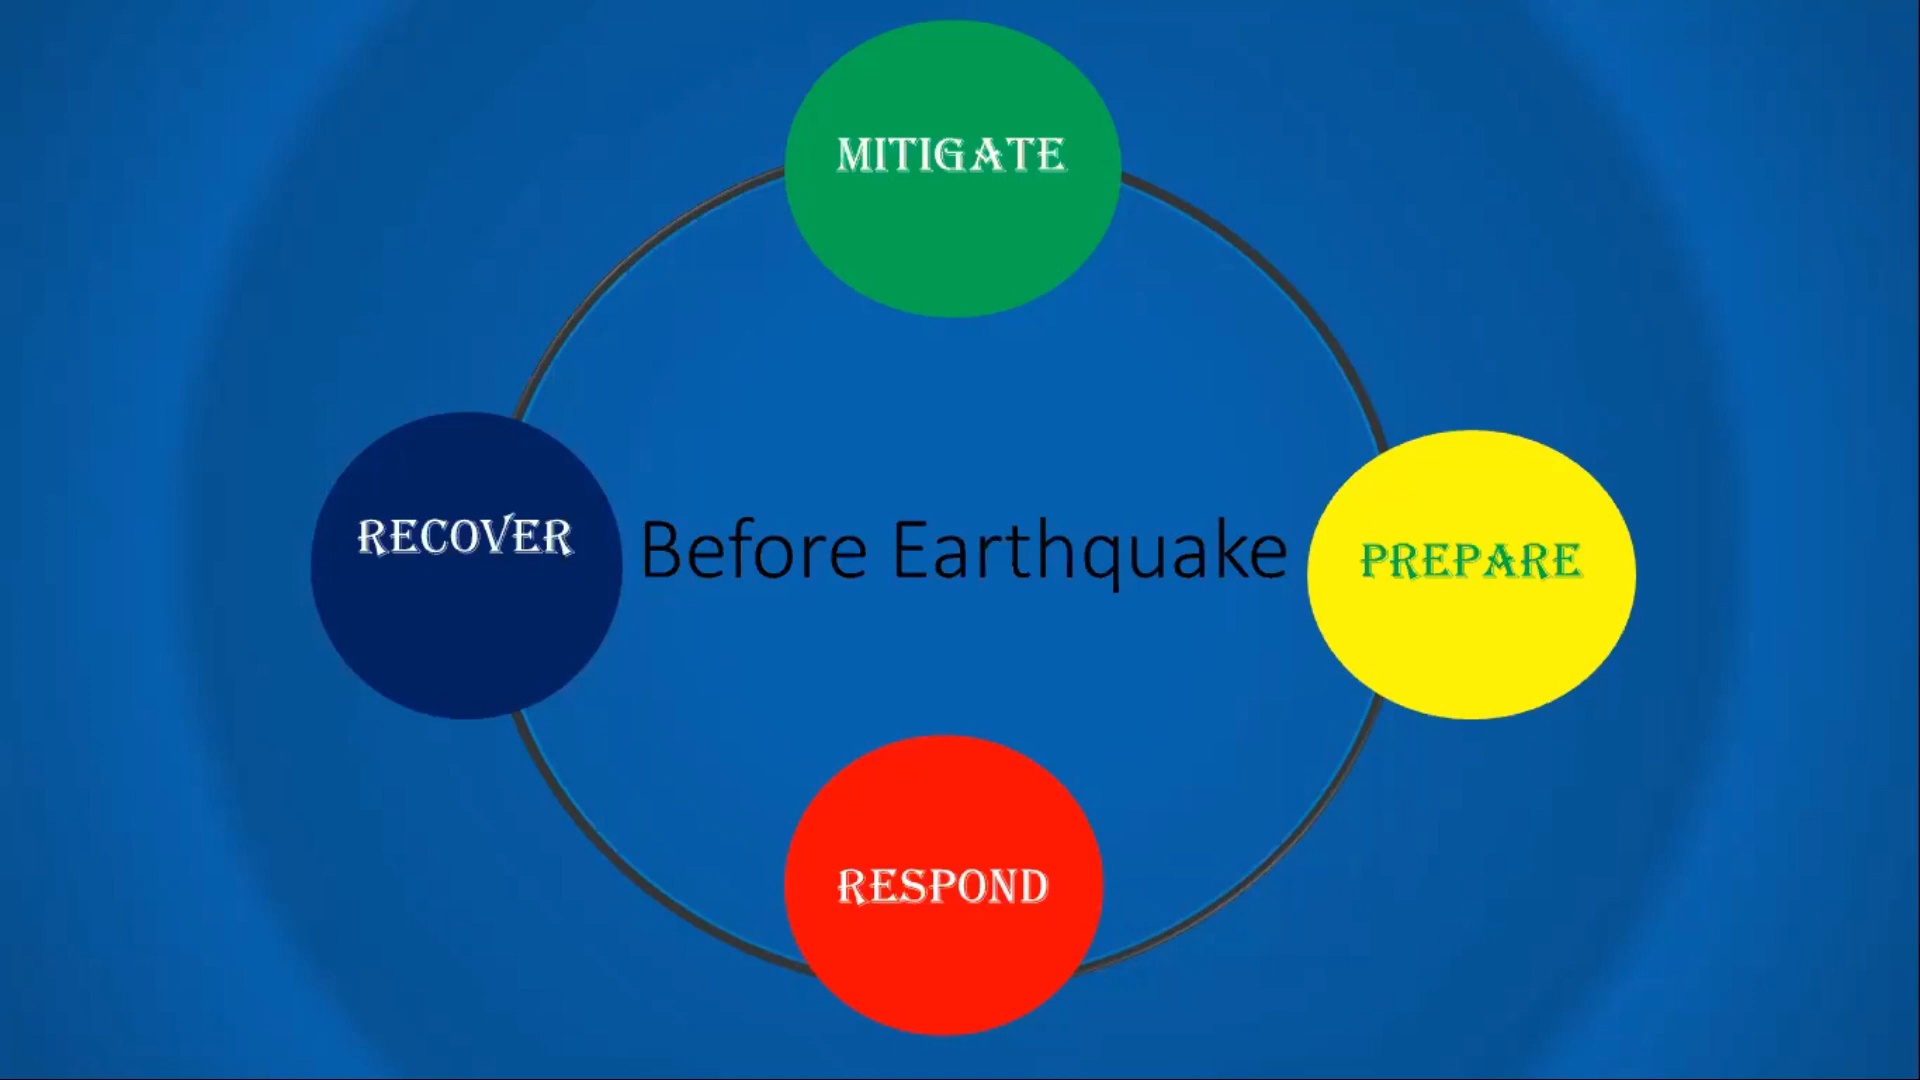 MITIGATE
RECOVER
Before Earthquake
PREPARE
RESPOND